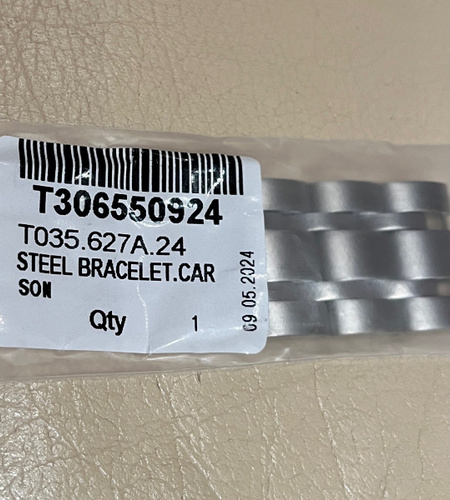 T306550924
T035.627A.24
STEEL BRACELET.CAR
SON
Qty 1
09.05.2024